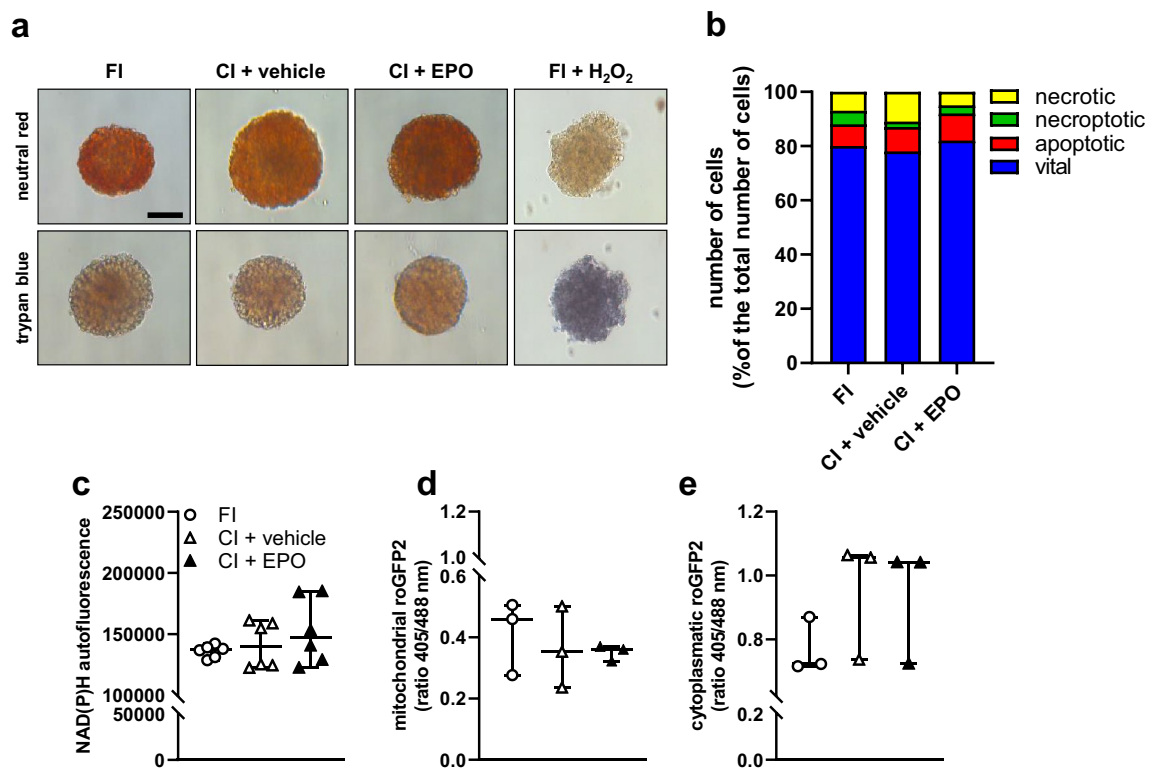 a
FI
CI + vehicle
CI + EPO
FI + H₂O₂
neutral red
trypan blue
b
number of cells
(%of the total number of cells)
100
80
60
40
20
0
FI
CI + vehicle
CI + EPO
necrotic
necroptotic
apoptotic
vital
c
NAD(P)H autofluorescence
250000
200000
150000
100000
50000
0
FI
CI + vehicle
CI + EPO
d
mitochondrial roGFP2
(ratio 405/488 nm)
1.2
1.0
0.6
0.4
0.2
0.0
e
cytoplasmatic roGFP2
(ratio 405/488 nm)
1.2
1.0
0.8
0.2
0.0